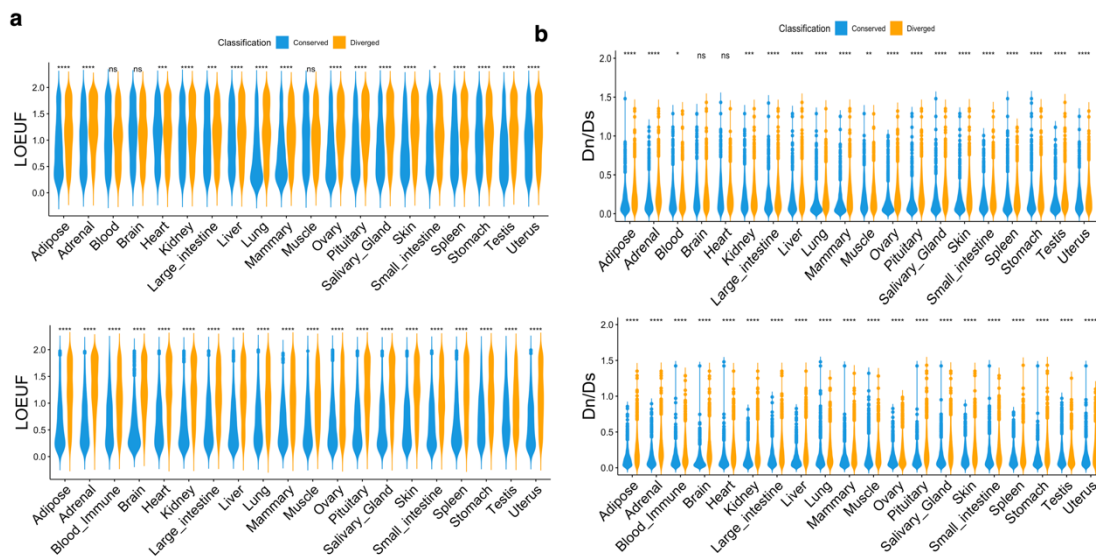 a
Classification Conserved Diverged
**** **** ns ns *** **** *** **** **** **** ns **** **** **** **** * **** **** **** ****
LOEUF
2.0
1.5
1.0
0.5
0.0
Adipose
Adrenal
Blood
Brain
Heart
Kidney
Large_intestine
Liver
Lung
Mammary
Muscle
Ovary
Pituitary
Salivary_Gland
Skin
Small_intestine
Spleen
Stomach
Testis
Uterus
**** **** **** **** **** **** **** **** **** **** **** **** **** **** **** **** **** **** **** ****
LOEUF
2.0
1.5
1.0
0.5
0.0
Adipose
Adrenal
Blood_Immune
Brain
Heart
Kidney
Large_intestine
Liver
Lung
Mammary
Muscle
Ovary
Pituitary
Salivary_Gland
Skin
Small_intestine
Spleen
Stomach
Testis
Uterus
b
Classification Conserved Diverged
**** **** * ns ns *** **** **** **** **** ** **** **** **** **** **** **** **** **** ****
Dn/Ds
2.0
1.5
1.0
0.5
0.0
Adipose
Adrenal
Blood
Brain
Heart
Kidney
Large_intestine
Liver
Lung
Mammary
Muscle
Ovary
Pituitary
Salivary_Gland
Skin
Small_intestine
Spleen
Stomach
Testis
Uterus
**** **** **** **** **** **** **** **** **** **** **** **** **** **** **** **** **** **** **** ****
Dn/Ds
2.0
1.5
1.0
0.5
0.0
Adipose
Adrenal
Blood_Immune
Brain
Heart
Kidney
Large_intestine
Liver
Lung
Mammary
Muscle
Ovary
Pituitary
Salivary_Gland
Skin
Small_intestine
Spleen
Stomach
Testis
Uterus